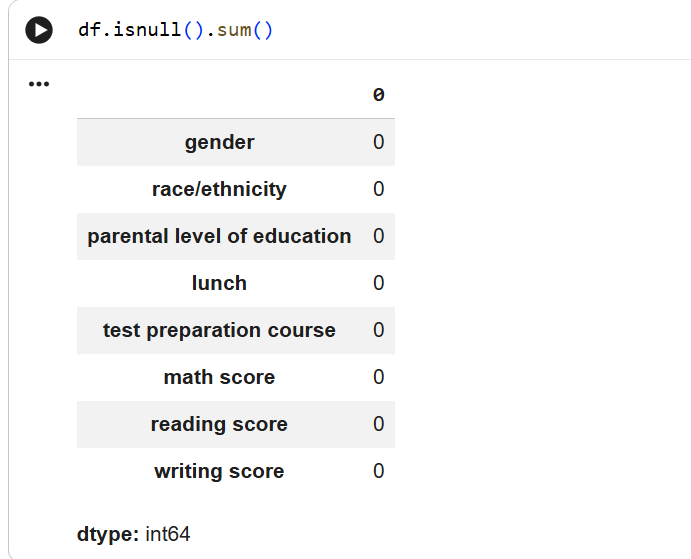 df.isnull().sum()
0
gender 0
race/ethnicity 0
parental level of education 0
lunch 0
test preparation course 0
math score 0
reading score 0
writing score 0
dtype: int64